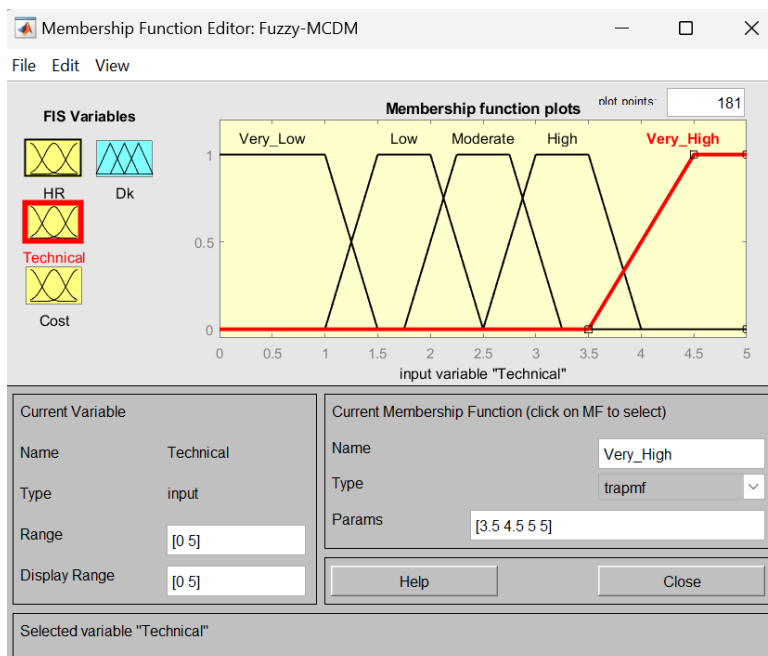 Membership Function Editor: Fuzzy-MCDM
File Edit View
FIS Variables
HR
Dk
Technical
Cost
Membership function plots
plot points:
181
Very_Low
Low
Moderate
High
Very_High
1
0.5
0
0 0.5 1 1.5 2 2.5 3 3.5 4 4.5 5
input variable "Technical"
Current Variable
Name Technical
Type input
Range [0 5]
Display Range [0 5]
Current Membership Function (click on MF to select)
Name Very_High
Type trapmf
Params [3.5 4.5 5 5]
Help Close
Selected variable "Technical"